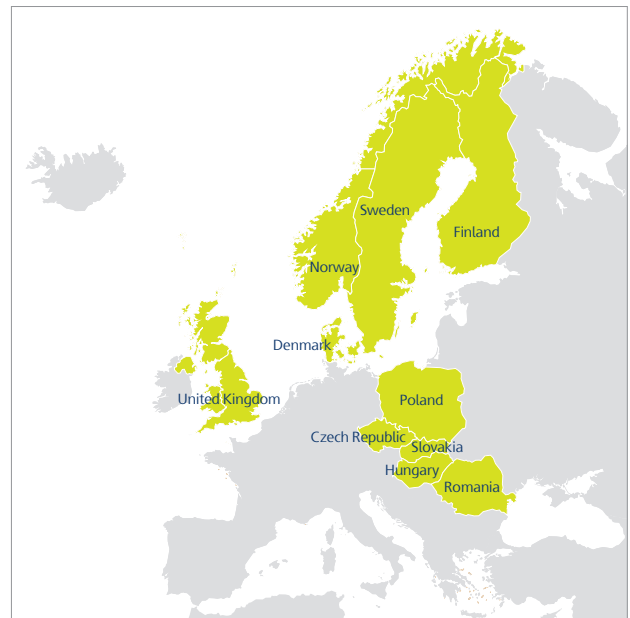 Sweden
Finland
Norway
Denmark
United Kingdom
Poland
Czech Republic
Slovakia
Hungary
Romania